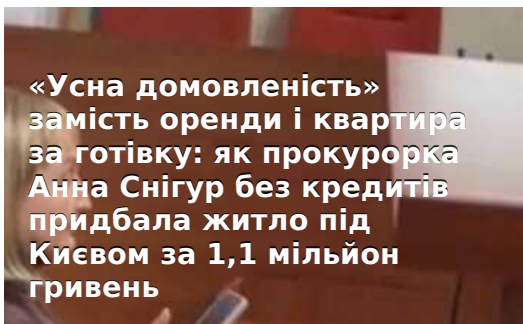 «Усна домовленість»
замість оренди і квартира
за готівку: як прокурорка
Анна Снігур без кредитів
придбала житло під
Києвом за 1,1 мільйон
гривень